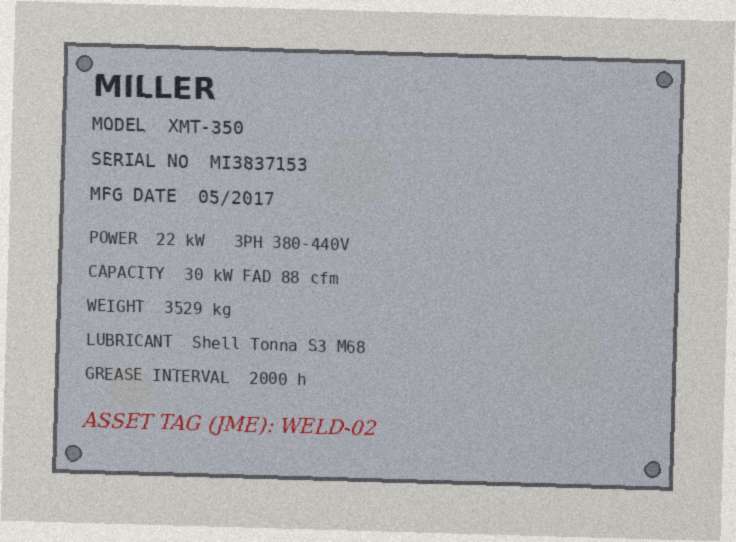 MILLER
MODEL XMT-350
SERIAL NO MI3837153
MFG DATE 05/2017
POWER 22 kW 3PH 380-440V
CAPACITY 30 kW FAD 88 cfm
WEIGHT 3529 kg
LUBRICANT Shell Tonna S3 M68
GREASE INTERVAL 2000 h
ASSET TAG (JME): WELD-02